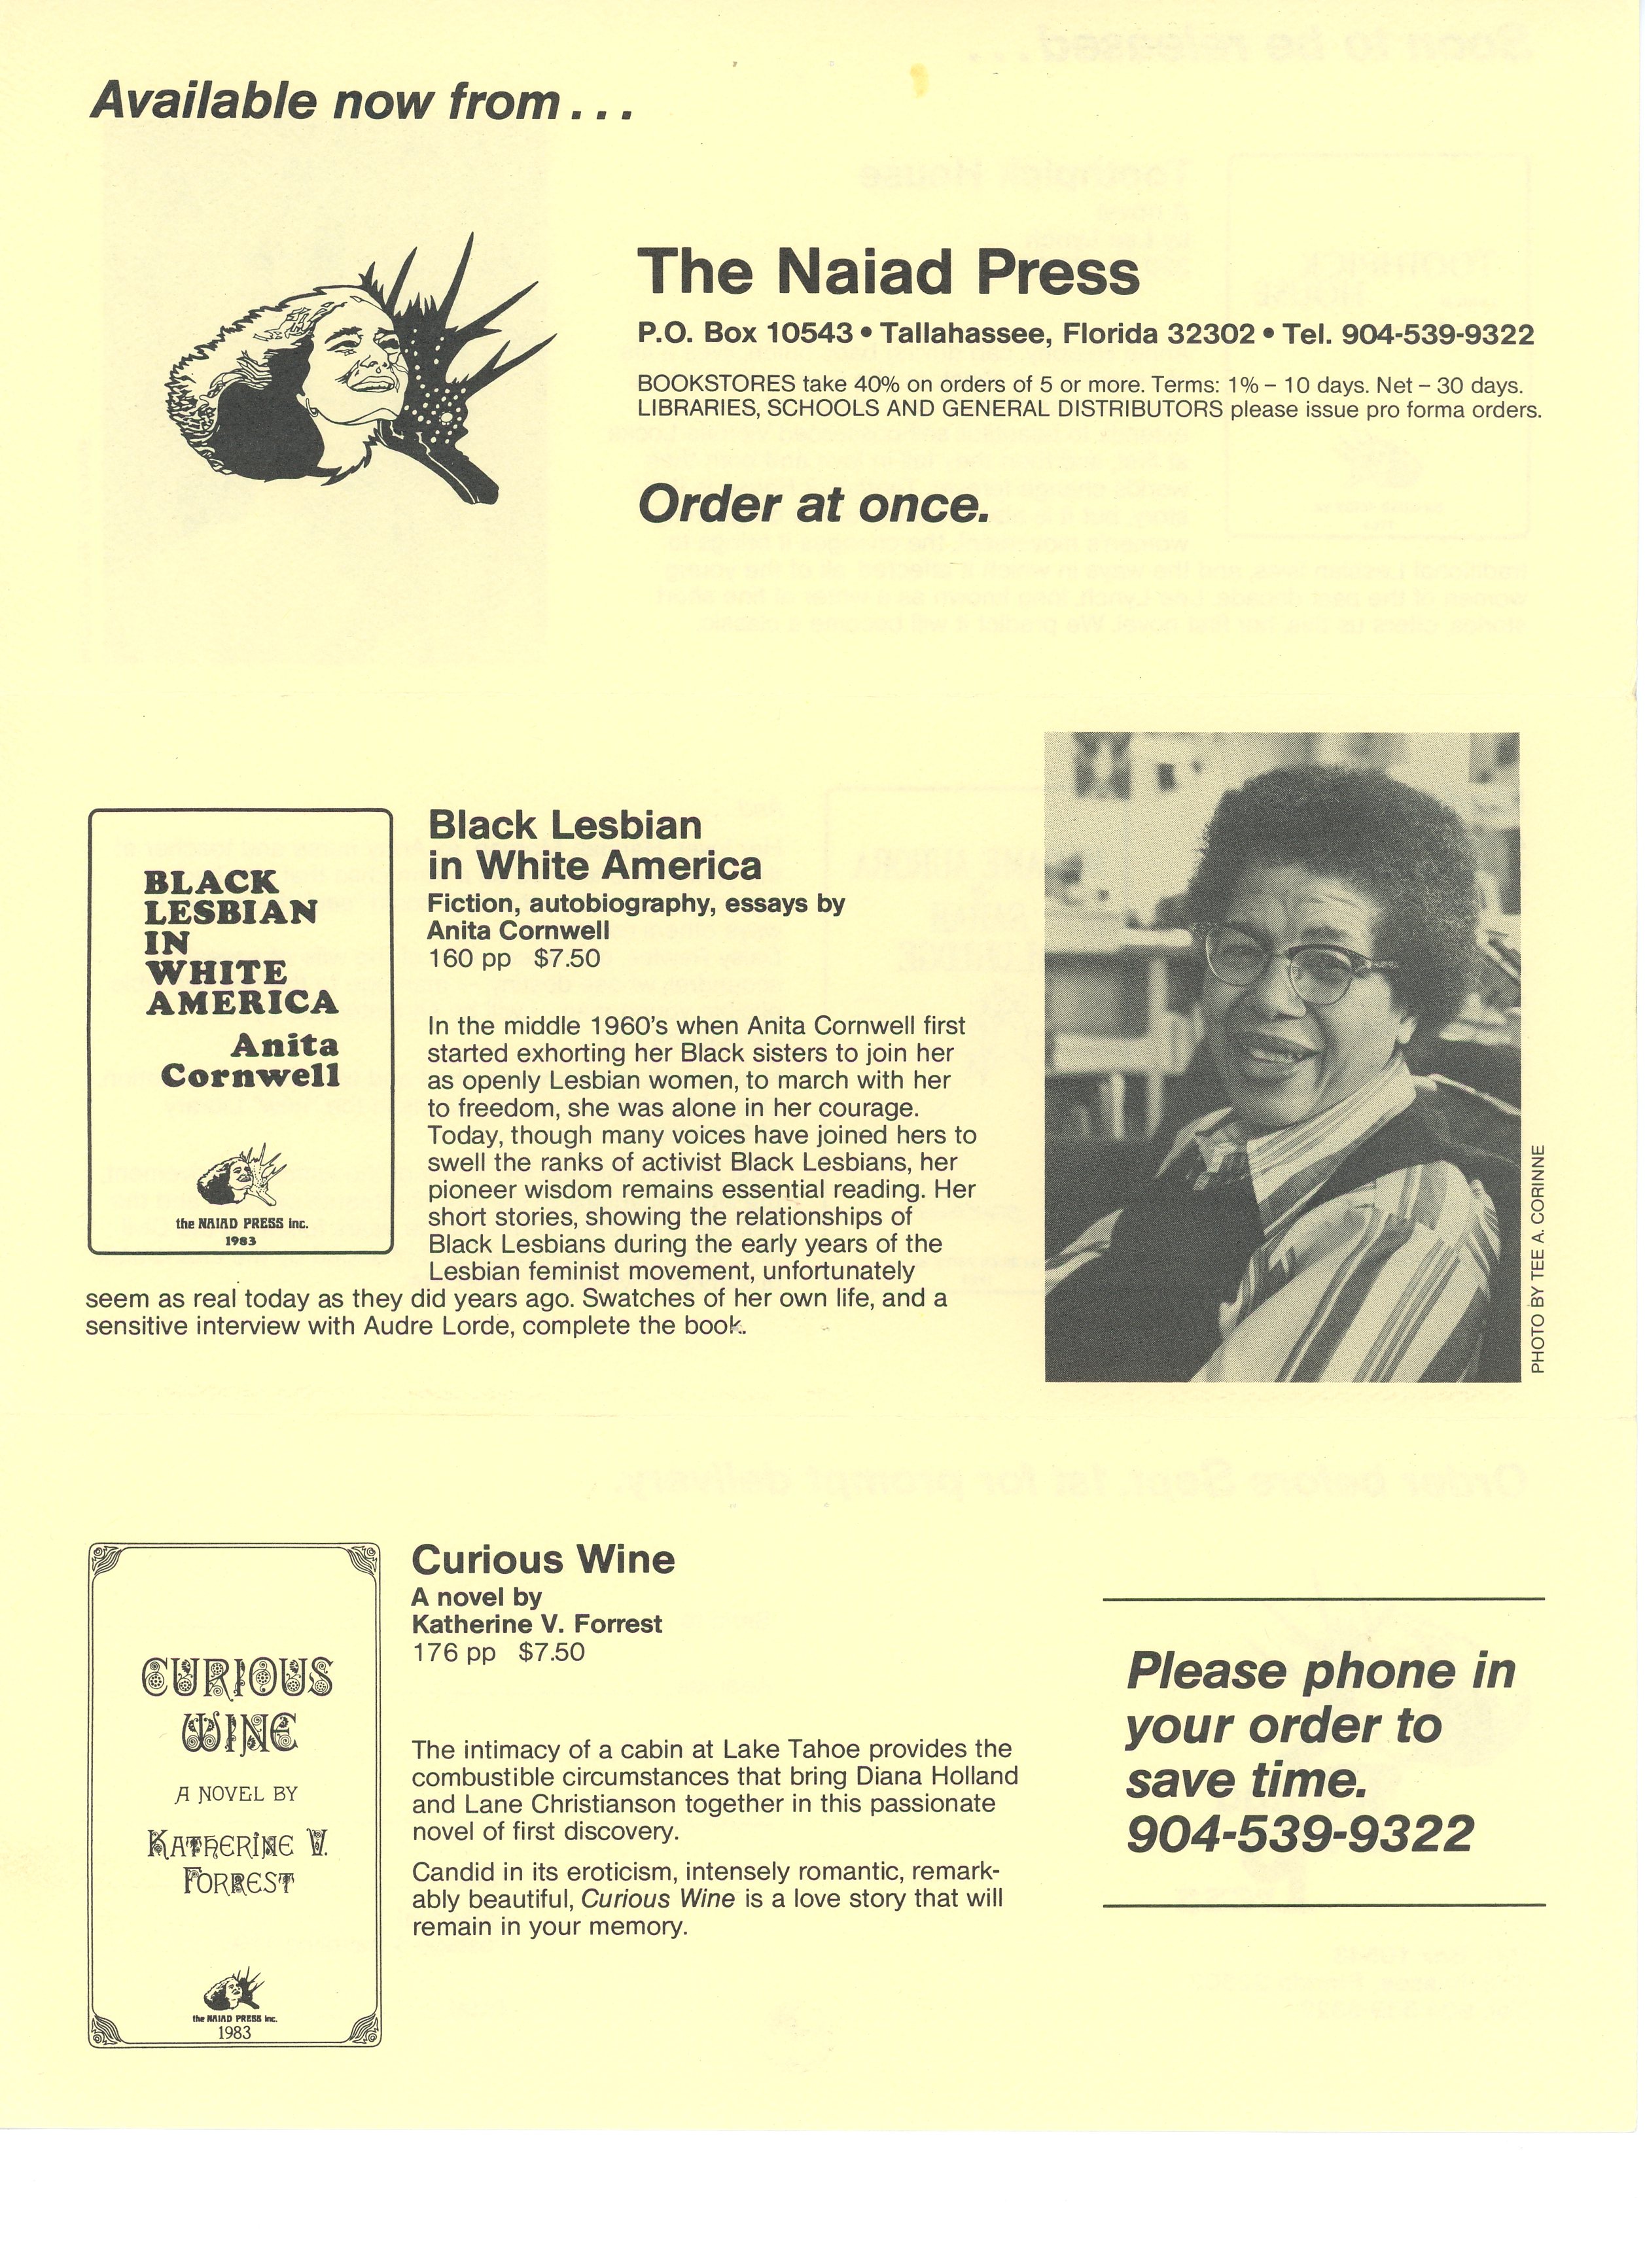 Available now from...
The Naiad Press
P.O. Box 10543 • Tallahassee, Florida 32302 • Tel. 904-539-9322
BOOKSTORES take 40% on orders of 5 or more. Terms: 1% – 10 days. Net – 30 days.
LIBRARIES, SCHOOLS AND GENERAL DISTRIBUTORS please issue pro forma orders.
Order at once.
BLACK
LESBIAN
IN
WHITE
AMERICA
Anita
Cornwell
the NAIAD PRESS inc.
1983
Black Lesbian
in White America
Fiction, autobiography, essays by
Anita Cornwell
160 pp $7.50
In the middle 1960's when Anita Cornwell first
started exhorting her Black sisters to join her
as openly Lesbian women, to march with her
to freedom, she was alone in her courage.
Today, though many voices have joined hers to
swell the ranks of activist Black Lesbians, her
pioneer wisdom remains essential reading. Her
short stories, showing the relationships of
Black Lesbians during the early years of the
Lesbian feminist movement, unfortunately
seem as real today as they did years ago. Swatches of her own life, and a
sensitive interview with Audre Lorde, complete the book.
PHOTO BY TEE A. CORINNE
CURIOUS
WINE
A NOVEL BY
KATHERINE V.
FORREST
the NAIAD PRESS inc.
1983
Curious Wine
A novel by
Katherine V. Forrest
176 pp $7.50
The intimacy of a cabin at Lake Tahoe provides the
combustible circumstances that bring Diana Holland
and Lane Christianson together in this passionate
novel of first discovery.
Candid in its eroticism, intensely romantic, remark-
ably beautiful, Curious Wine is a love story that will
remain in your memory.
Please phone in
your order to
save time.
904-539-9322